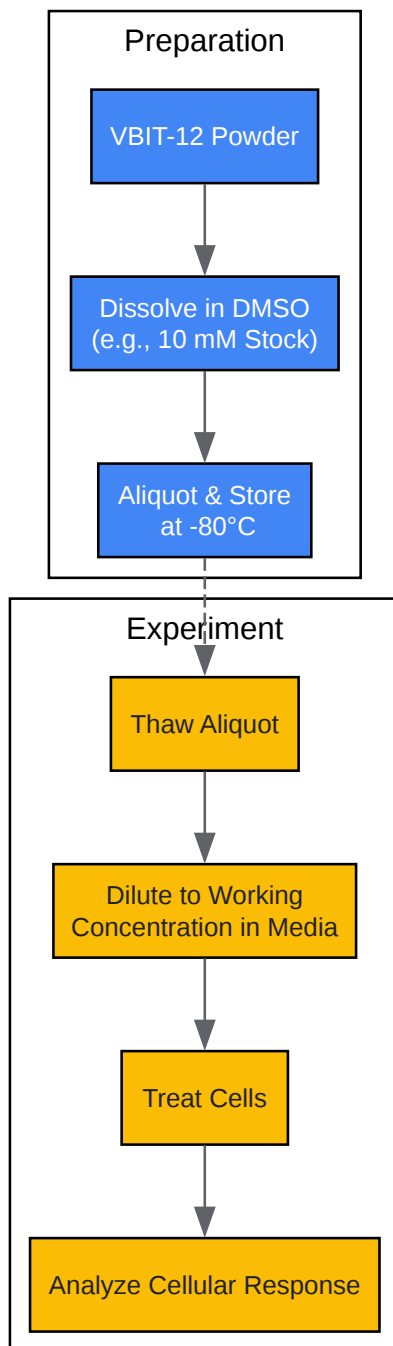 Preparation
VBIT-12 Powder
Dissolve in DMSO
(e.g., 10 mM Stock)
Aliquot & Store
at -80°C
Experiment
Thaw Aliquot
Dilute to Working
Concentration in Media
Treat Cells
Analyze Cellular Response